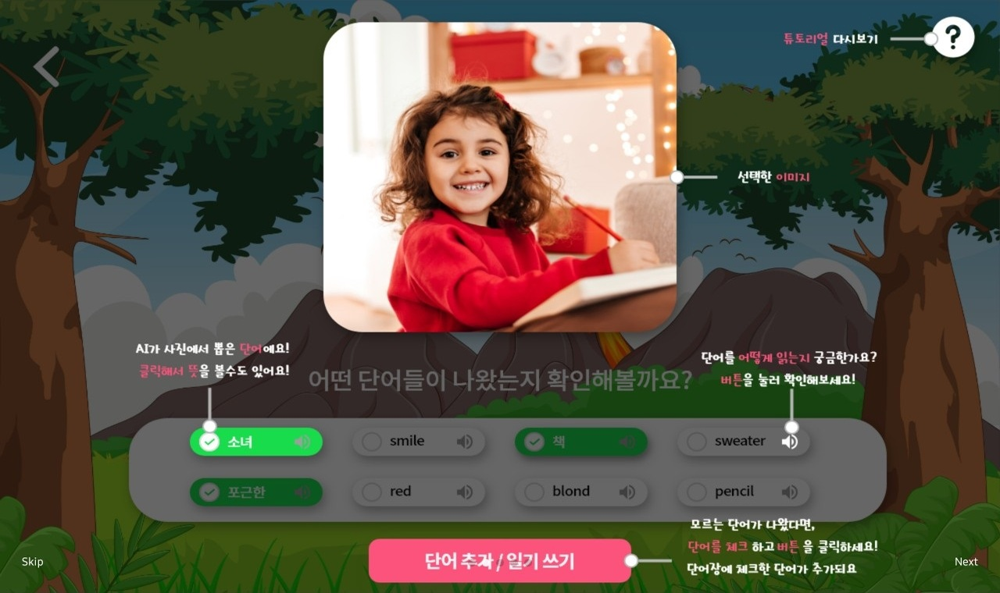 튜토리얼 다시보기
?
선택한 이미지
AI가 사진에서 뽑은 단어에요!
클릭해서 뜻을 볼수도 있어요!
단어를 어떻게 읽는지 궁금한가요?
버튼을 눌러 확인해보세요!
어떤 단어들이 나왔는지 확인해볼까요?
소녀
smile
책
sweater
포근한
red
blond
pencil
모르는 단어가 나왔다면,
단어를 체크 하고 버튼 을 클릭하세요!
단어장에 체크한 단어가 추가되요
단어 추가 / 일기 쓰기
Skip
Next